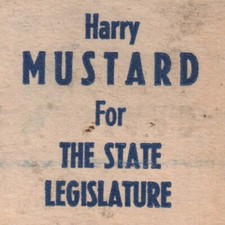 Harry
MUSTARD
For
THE STATE
LEGISLATURE